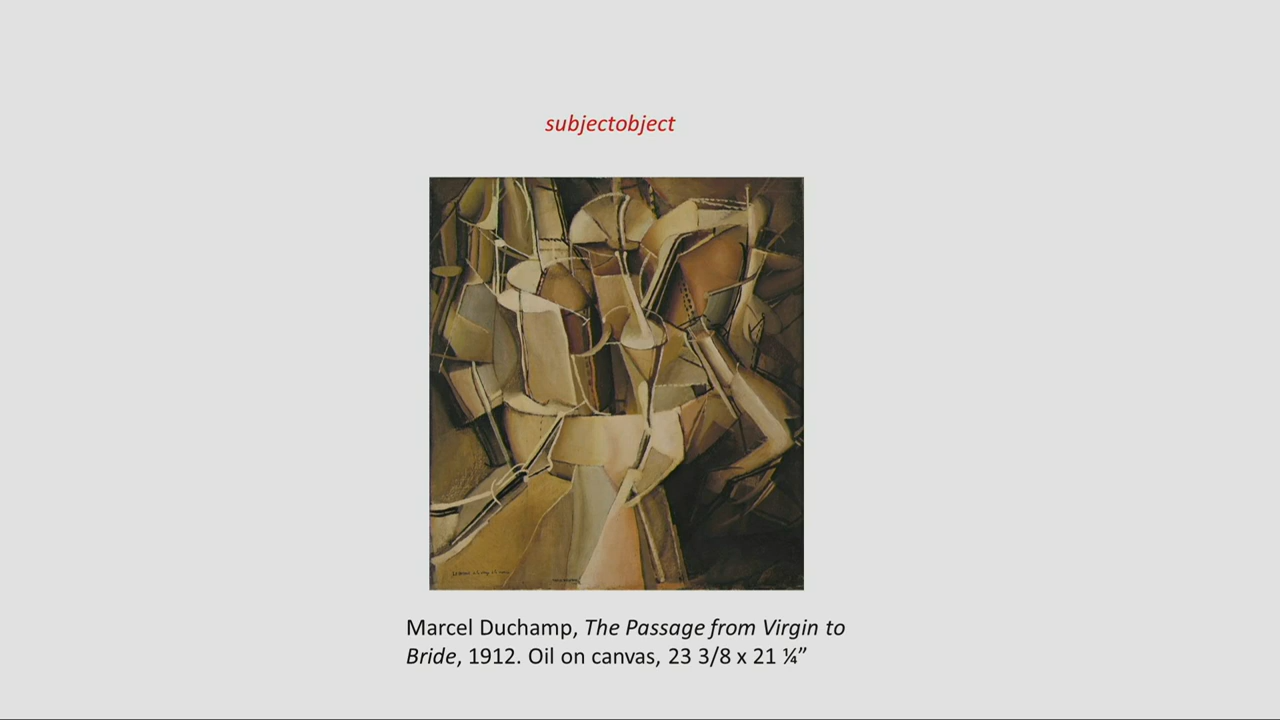 subjectobject
Marcel Duchamp, The Passage from Virgin to
Bride, 1912. Oil on canvas, 23 3/8 x 21 ¼”